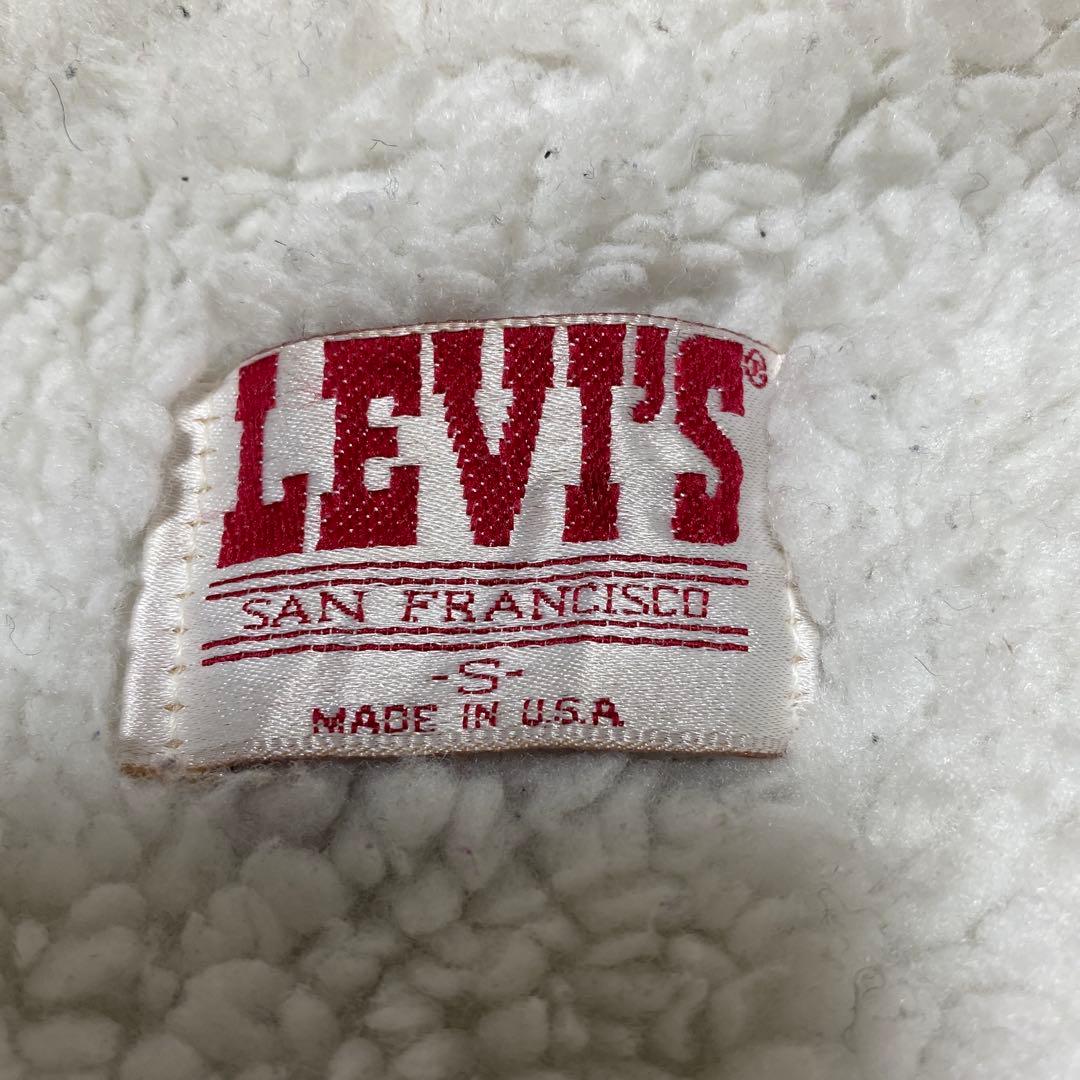 LEVI'S®
SAN FRANCISCO
-S-
MADE IN U.S.A.